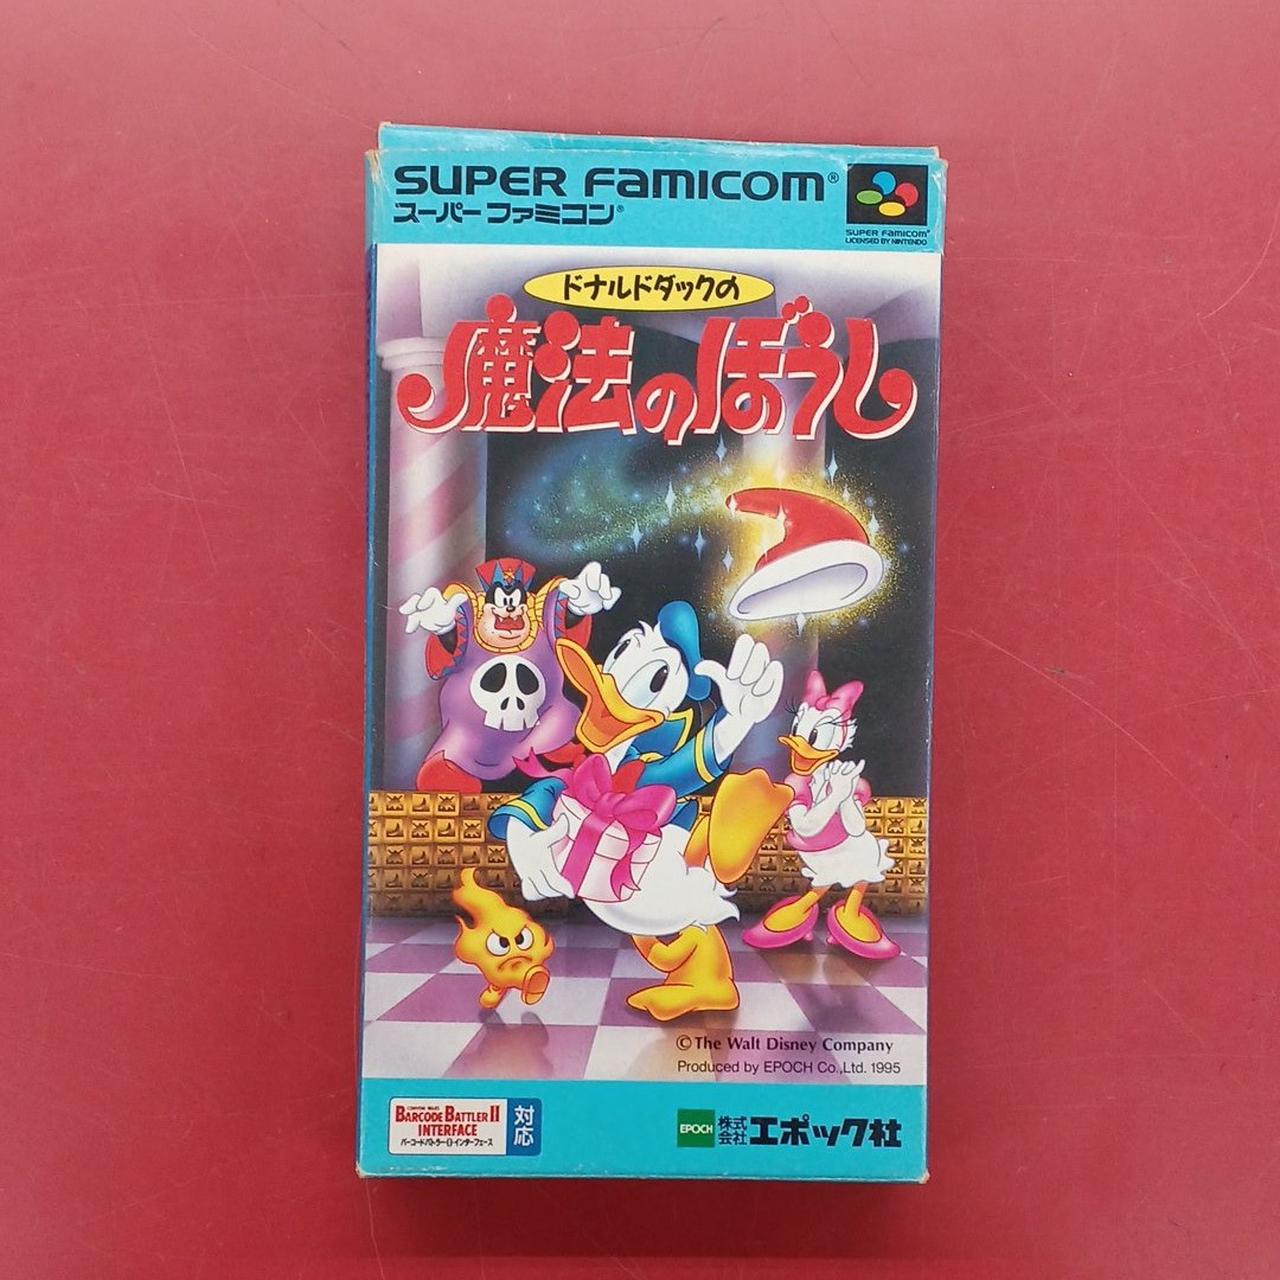 SUPER FAMICOM®
スーパーファミコン®
SUPER FAMICOM®
LICENSED BY NINTENDO
ドナルドダックの
魔法のぼうし
© The Walt Disney Company
Produced by EPOCH Co.,Ltd. 1995
BARCODE BATTLER II
INTERFACE
バーコードバトラーIIインターフェース
対応
EPOCH
株式会社エポック社